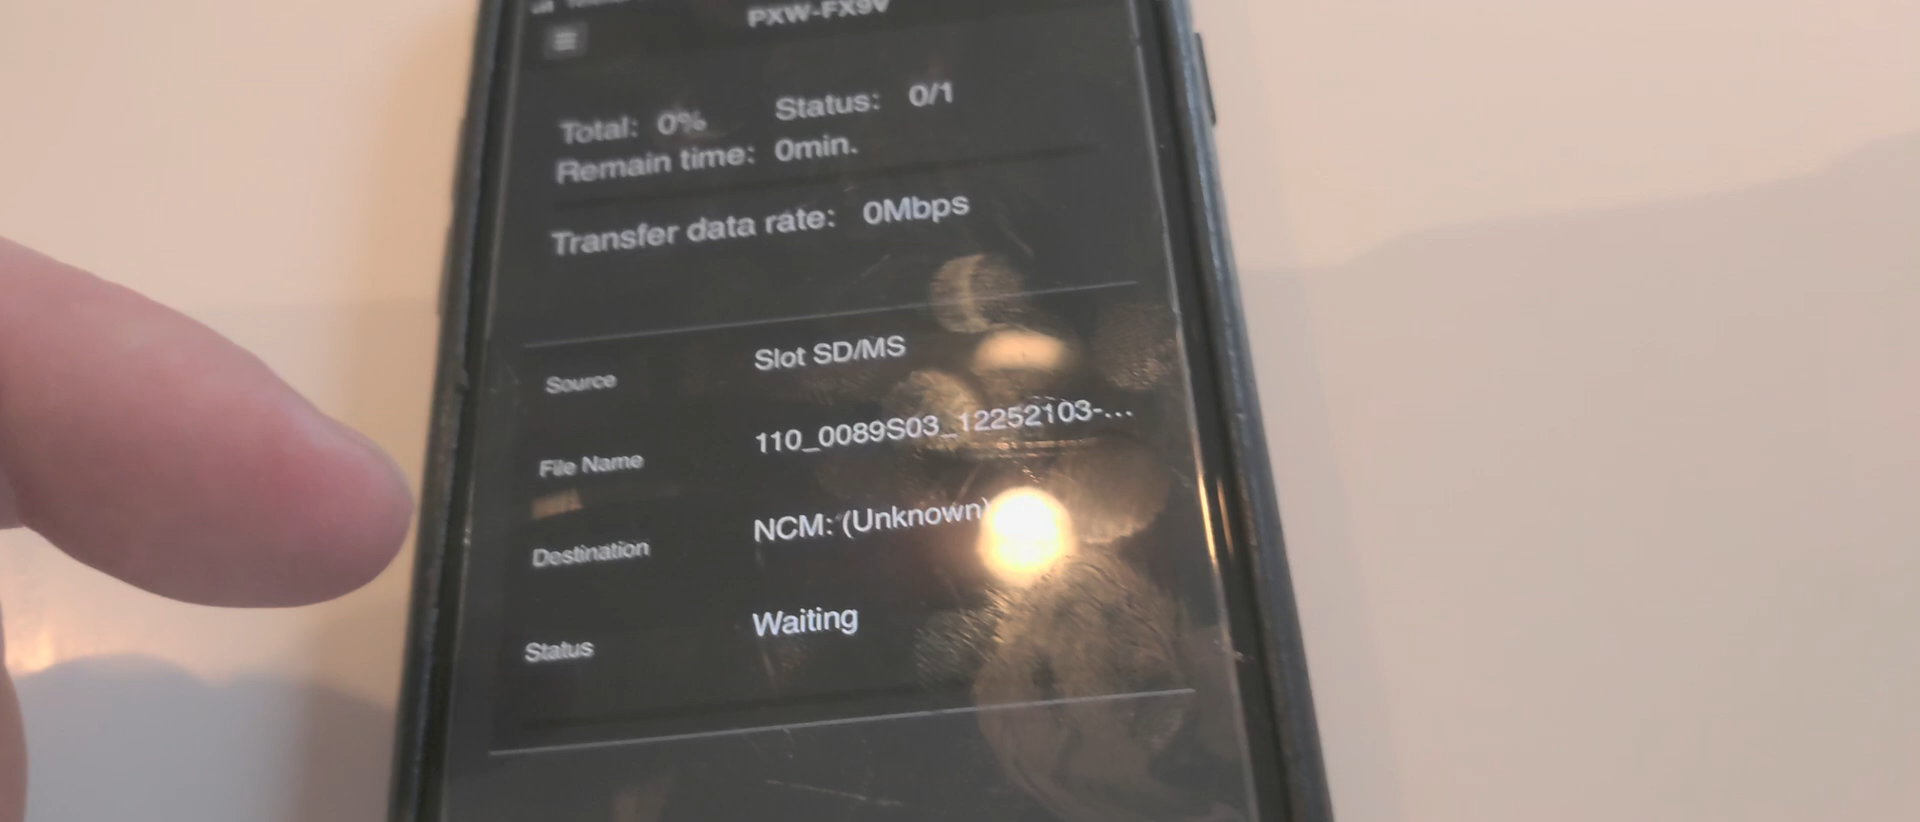 PXW-FX9V
Total: 0% Status: 0/1
Remain time: 0min.
Transfer data rate: 0Mbps
Source Slot SD/MS
File Name 110_0089S03_12252103-...
Destination NCM: (Unknown)
Status Waiting